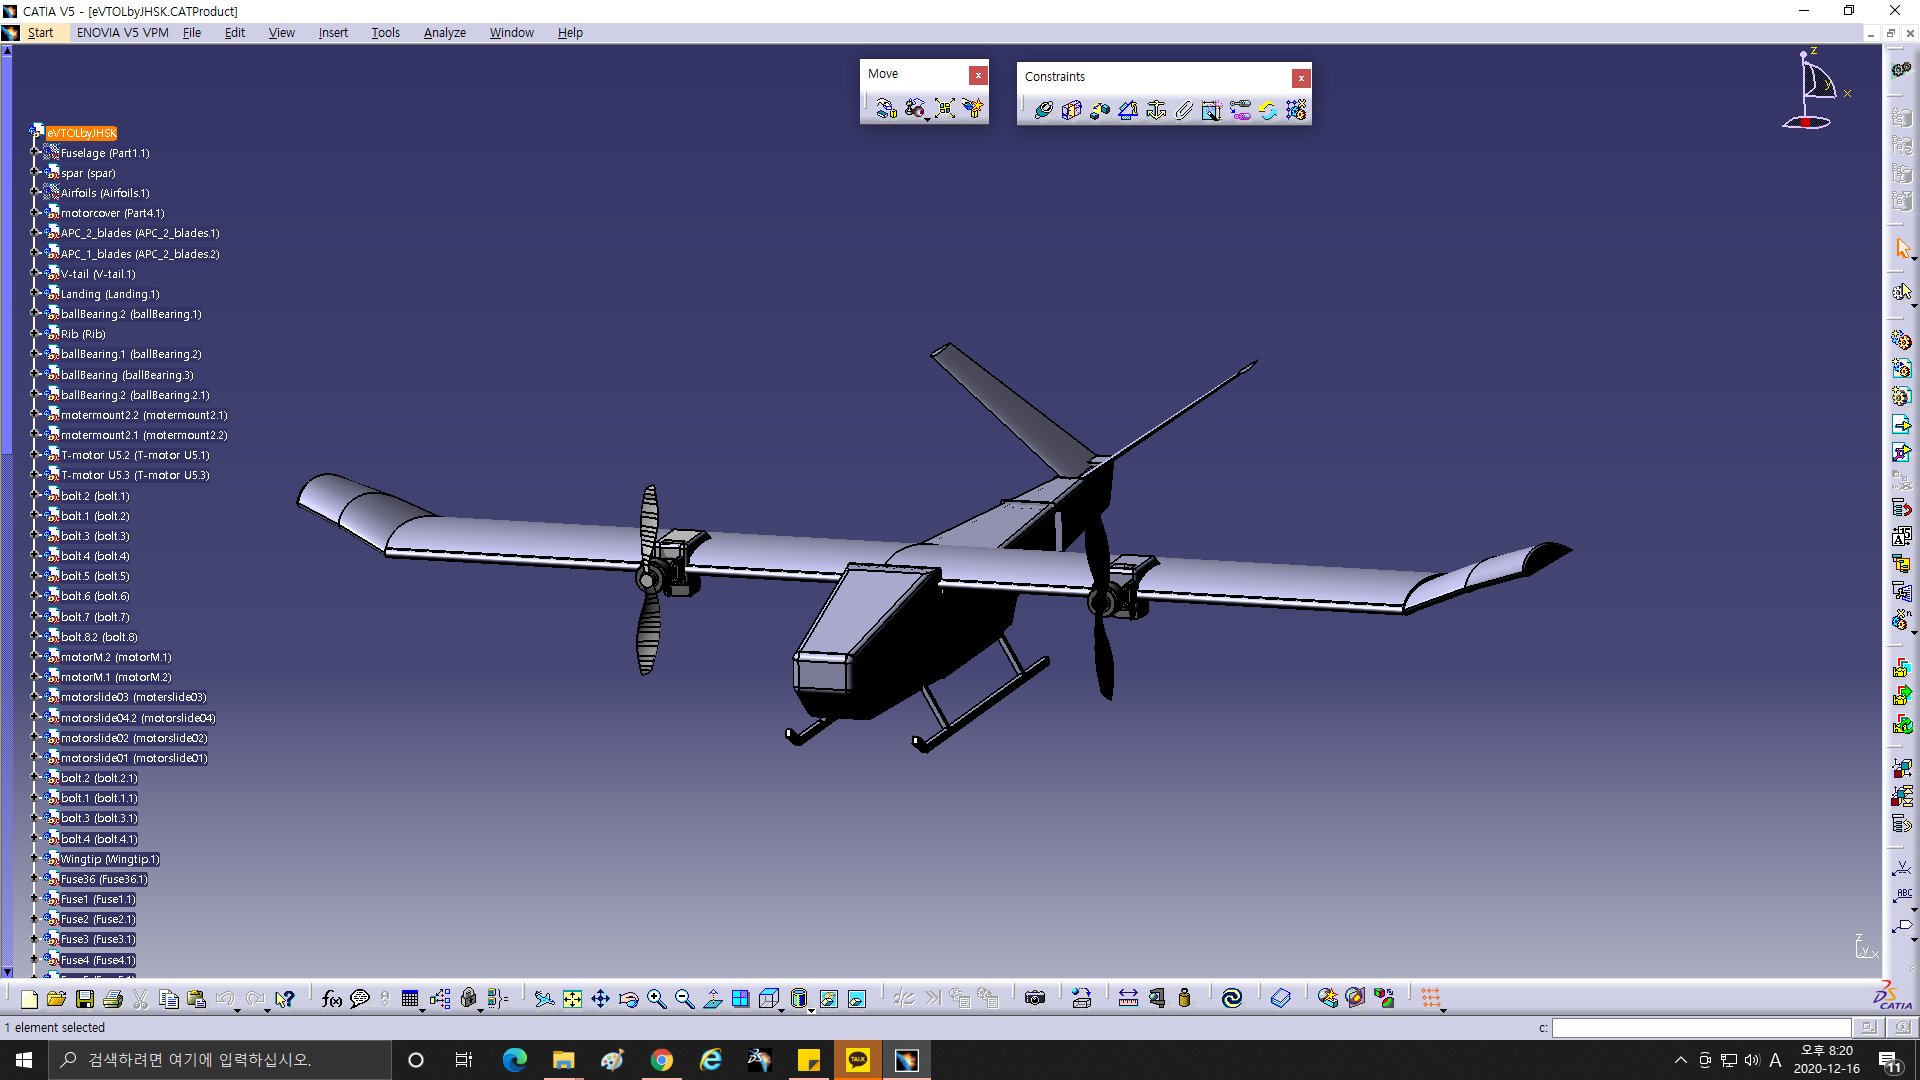 CATIA V5 - [eVTOLbyJHSK.CATProduct]
Start ENOVIA V5 VPM File Edit View Insert Tools Analyze Window Help
Move
Constraints
z
y
x
eVTOLbyJHSK
Fuselage (Part1.1)
spar (spar)
Airfoils (Airfoils.1)
motorcover (Part4.1)
APC_2_blades (APC_2_blades.1)
APC_1_blades (APC_2_blades.2)
V-tail (V-tail.1)
Landing (Landing.1)
ballBearing.2 (ballBearing.1)
Rib (Rib)
ballBearing.1 (ballBearing.2)
ballBearing (ballBearing.3)
ballBearing.2 (ballBearing.2.1)
motermount2.2 (motermount2.1)
motermount2.1 (motermount2.2)
T-motor U5.2 (T-motor U5.1)
T-motor U5.3 (T-motor U5.3)
bolt.2 (bolt.1)
bolt.1 (bolt.2)
bolt.3 (bolt.3)
bolt.4 (bolt.4)
bolt.5 (bolt.5)
bolt.6 (bolt.6)
bolt.7 (bolt.7)
bolt.8.2 (bolt.8)
motorM.2 (motorM.1)
motorM.1 (motorM.2)
motorslide03 (moterslide03)
motorslide04.2 (motorslide04)
motorslide02 (motorslide02)
motorslide01 (motorslide01)
bolt.2 (bolt.2.1)
bolt.1 (bolt.1.1)
bolt.3 (bolt.3.1)
bolt.4 (bolt.4.1)
Wingtip (Wingtip.1)
Fuse36 (Fuse36.1)
Fuse1 (Fuse1.1)
Fuse2 (Fuse2.1)
Fuse3 (Fuse3.1)
Fuse4 (Fuse4.1)
ABC
z
y x
f(x)
CATIA
1 element selected
c:
검색하려면 여기에 입력하십시오.
TALK
A
오후 8:20
2020-12-16
11